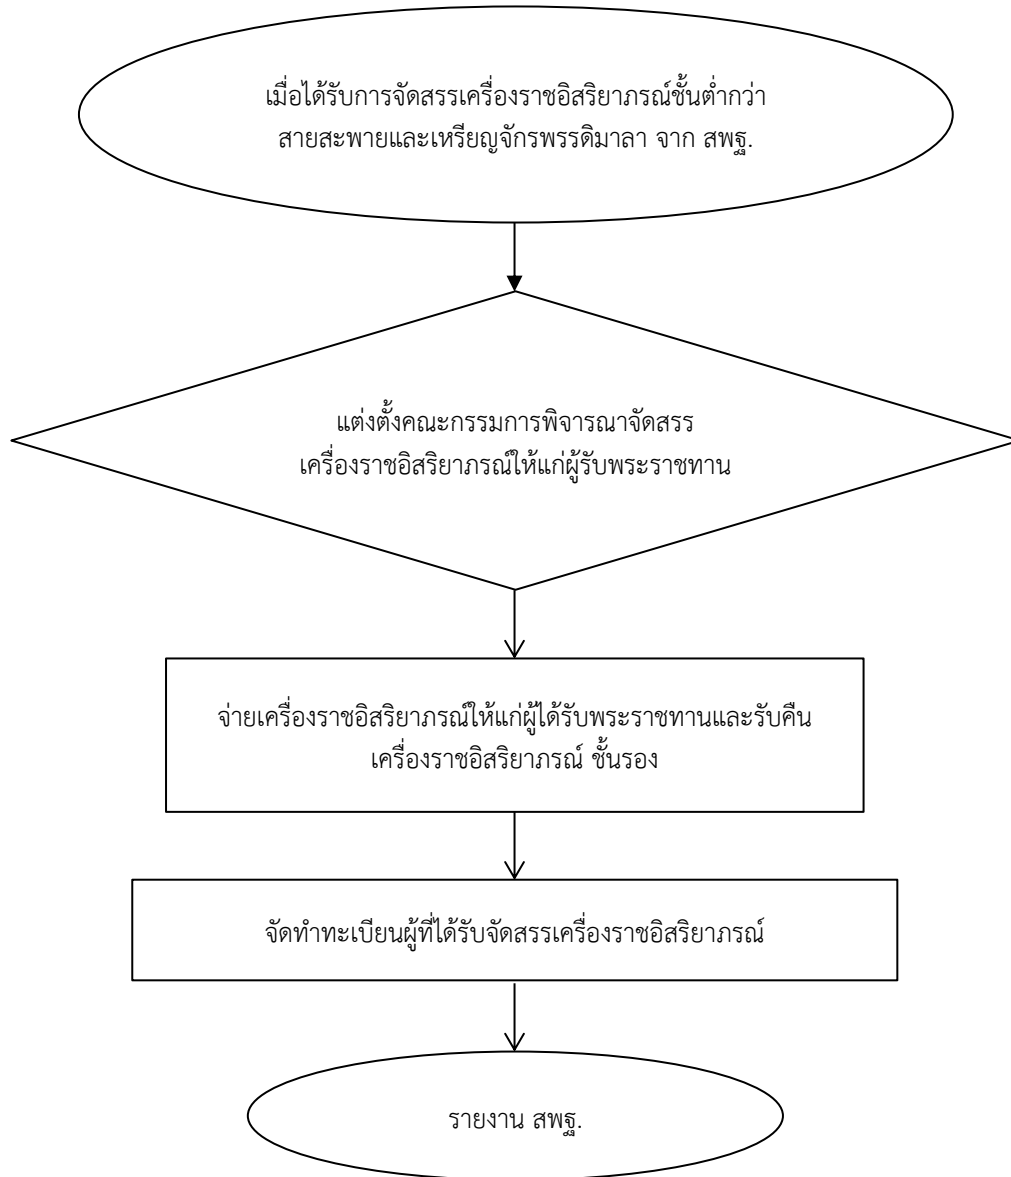 เมื่อได้รับการจัดสรรเครื่องราชอิสริยาภรณ์ชั้นต่ำกว่า
สายสะพายและเหรียญจักรพรรดิมาลา จาก สพฐ.
แต่งตั้งคณะกรรมการพิจารณาจัดสรร
เครื่องราชอิสริยาภรณ์ให้แก่ผู้รับพระราชทาน
จ่ายเครื่องราชอิสริยาภรณ์ให้แก่ผู้ได้รับพระราชทานและรับคืน
เครื่องราชอิสริยาภรณ์ ชั้นรอง
จัดทำทะเบียนผู้ที่ได้รับจัดสรรเครื่องราชอิสริยาภรณ์
รายงาน สพฐ.